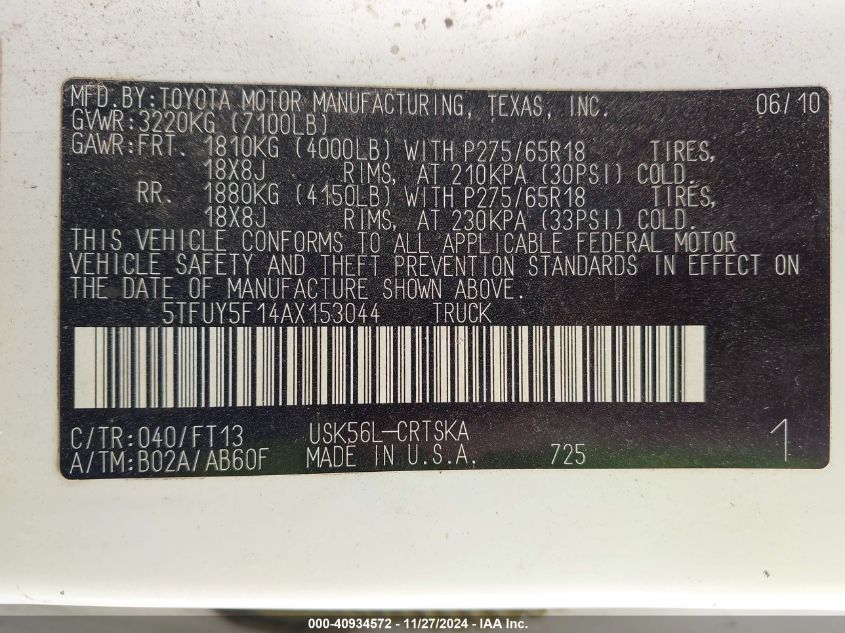 MFD.BY:TOYOTA MOTOR MANUFACTURING, TEXAS, INC. 06/10
GVWR:3220KG (7100LB)
GAWR:FRT. 1810KG (4000LB) WITH P275/65R18 TIRES,
18X8J RIMS, AT 210KPA (30PSI) COLD.
RR. 1880KG (4150LB) WITH P275/65R18 TIRES,
18X8J RIMS, AT 230KPA (33PSI) COLD.
THIS VEHICLE CONFORMS TO ALL APPLICABLE FEDERAL MOTOR
VEHICLE SAFETY AND THEFT PREVENTION STANDARDS IN EFFECT ON
THE DATE OF MANUFACTURE SHOWN ABOVE.
5TFUY5F14AX153044 TRUCK
C/TR:040/FT13 USK56L-CRTSKA 1
A/TM:B02A/AB60F MADE IN U.S.A. 725
000-40934572 - 11/27/2024 - IAA Inc.